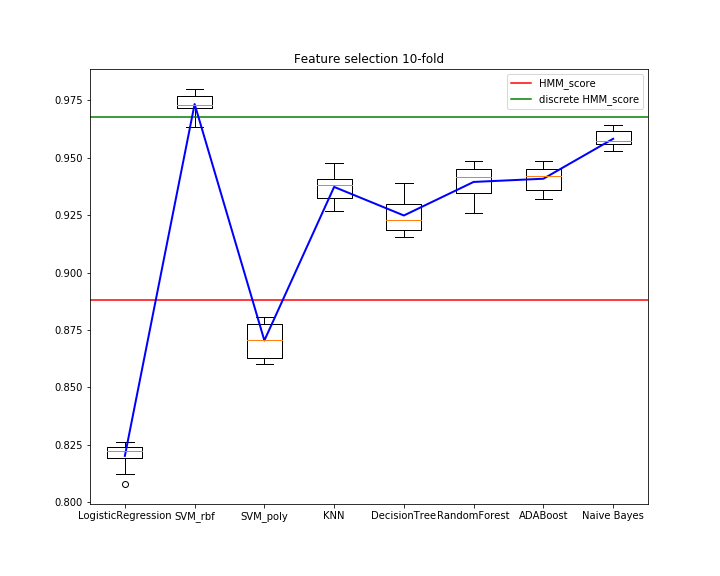 Feature selection 10-fold
HMM_score
discrete HMM_score
0.975
0.950
0.925
0.900
0.875
0.850
0.825
0.800
LogisticRegression SVM_rbf SVM_poly KNN DecisionTree RandomForest ADABoost Naive Bayes